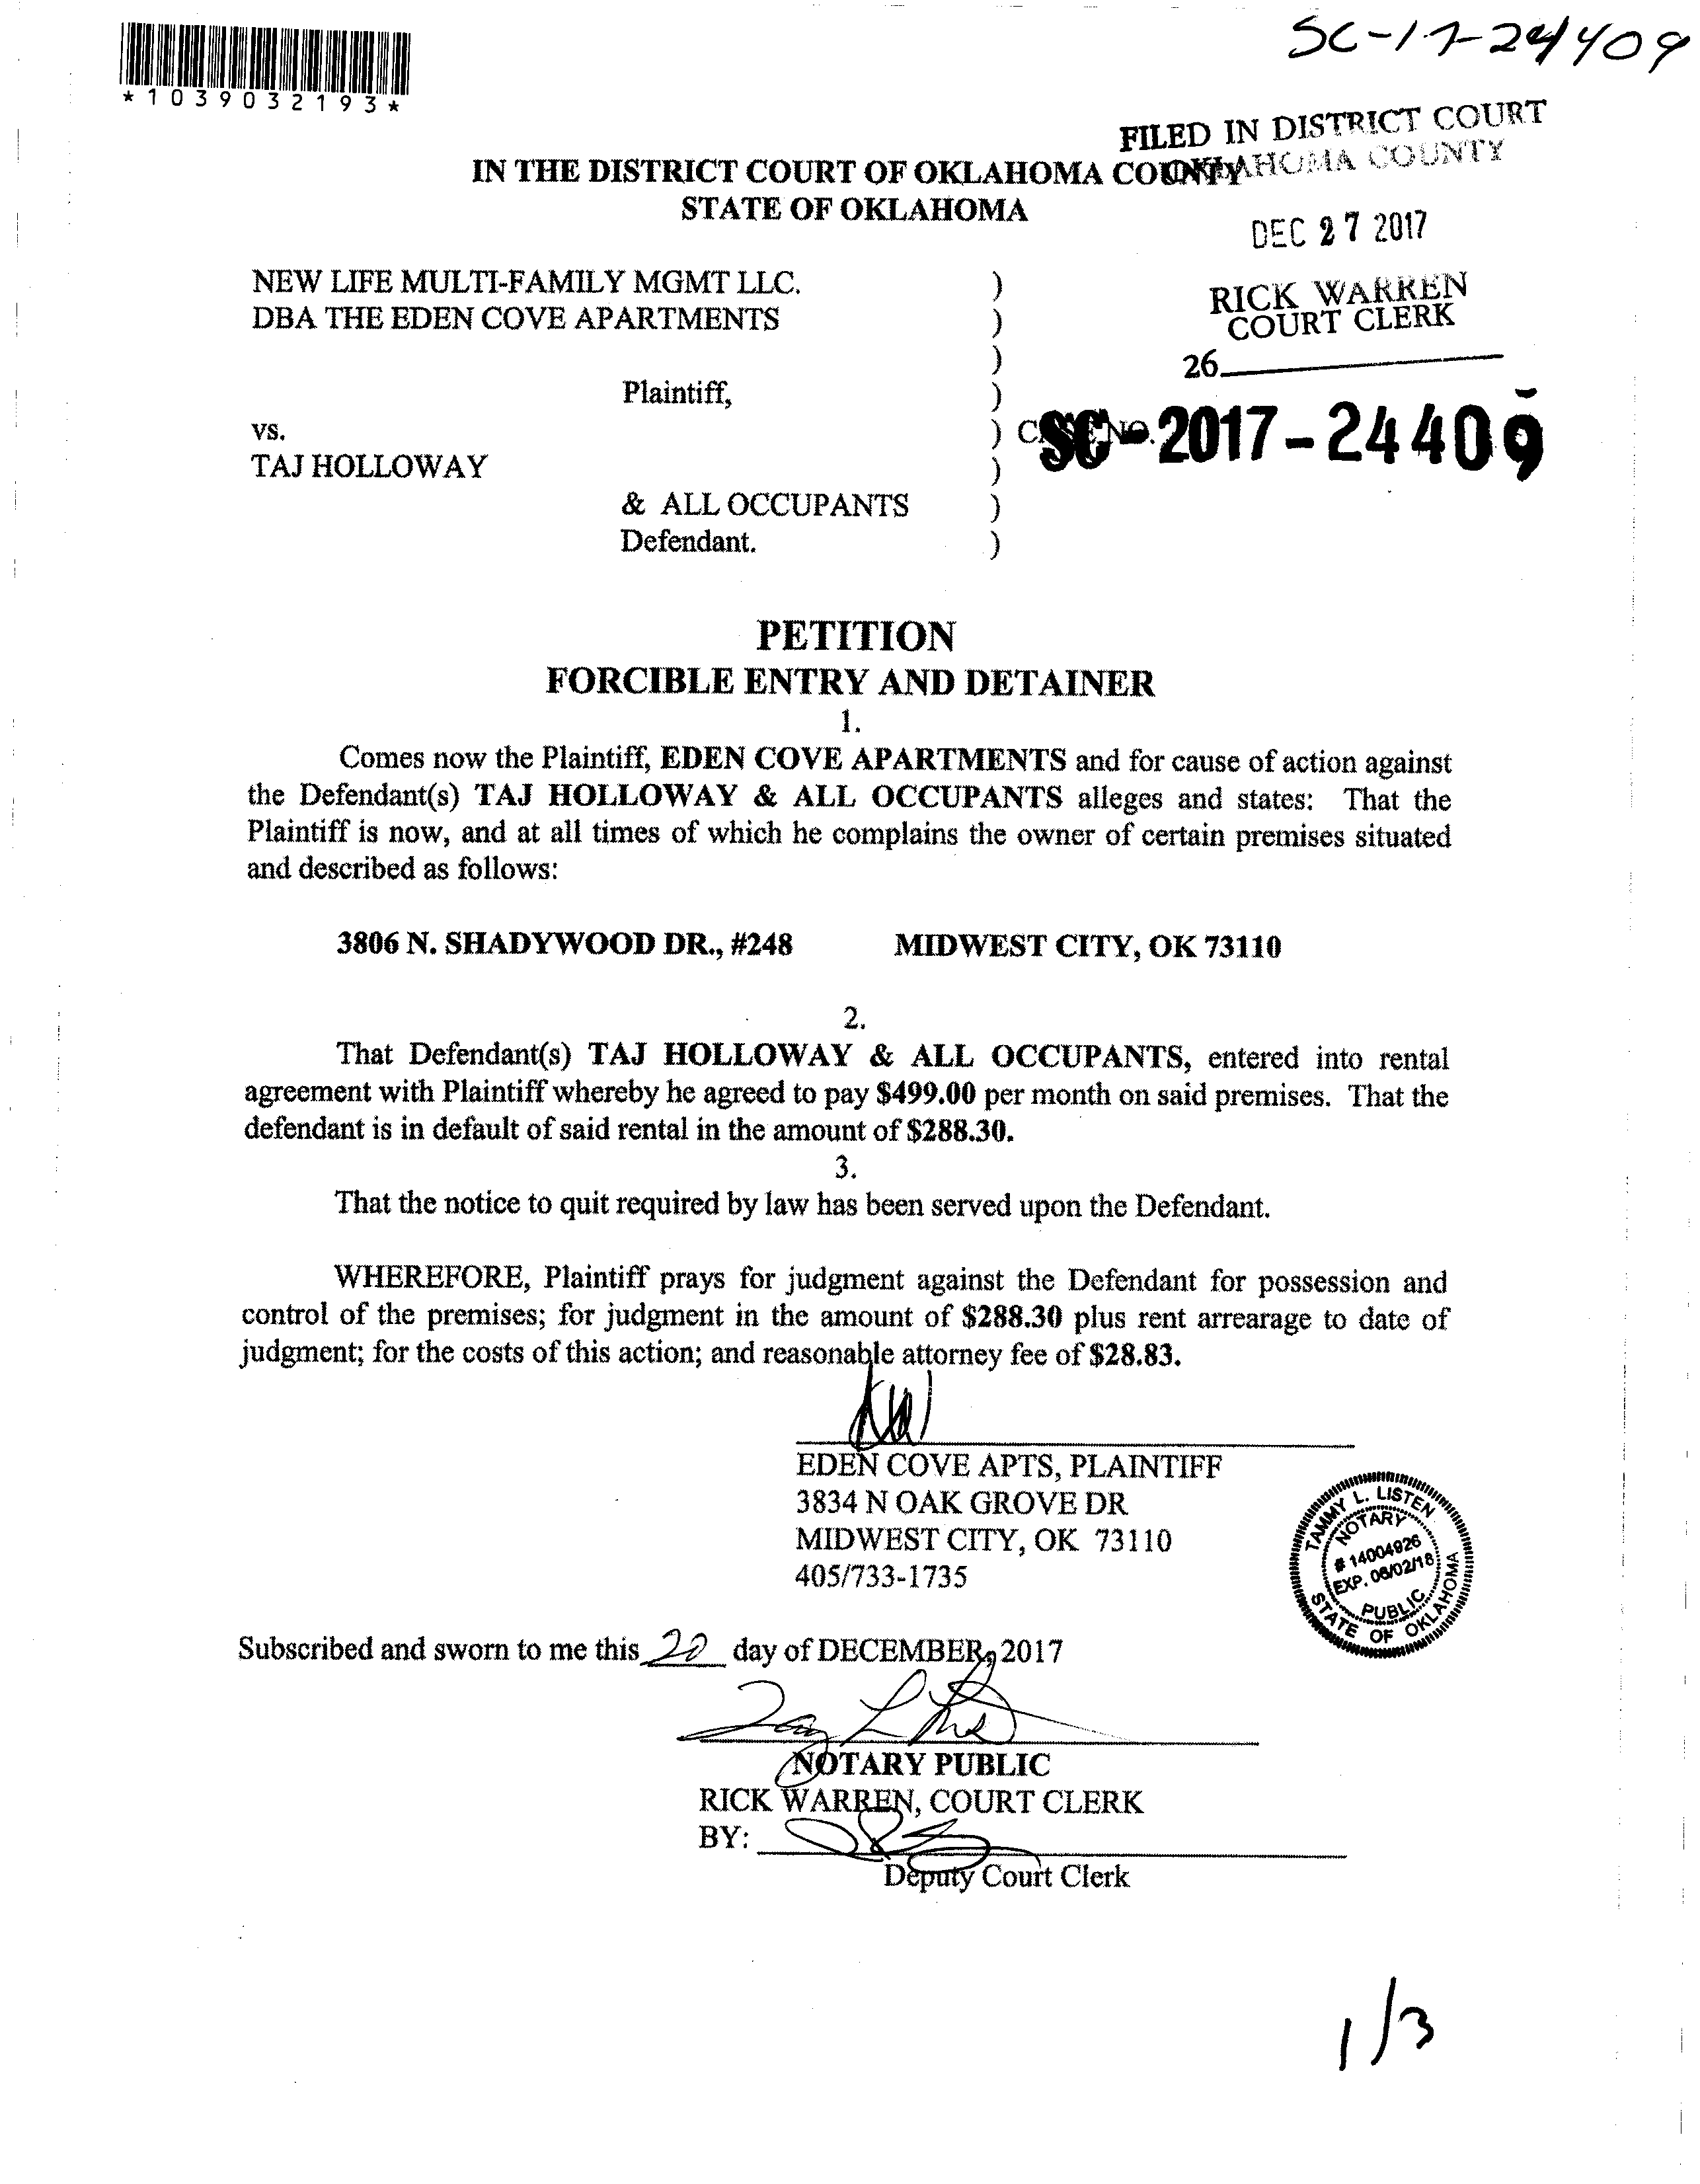 SC-17-24409
*1039032193*
FILED IN DISTRICT COURT
OKLAHOMA COUNTY
IN THE DISTRICT COURT OF OKLAHOMA COUNTY
STATE OF OKLAHOMA
DEC 27 2017
NEW LIFE MULTI-FAMILY MGMT LLC. )
DBA THE EDEN COVE APARTMENTS )
RICK WARREN
COURT CLERK
)
26
Plaintiff, )
vs. ) CASE NO. SC-2017-24409
TAJ HOLLOWAY )
& ALL OCCUPANTS )
Defendant. )
PETITION
FORCIBLE ENTRY AND DETAINER
1.
Comes now the Plaintiff, EDEN COVE APARTMENTS and for cause of action against
the Defendant(s) TAJ HOLLOWAY & ALL OCCUPANTS alleges and states: That the
Plaintiff is now, and at all times of which he complains the owner of certain premises situated
and described as follows:
3806 N. SHADYWOOD DR., #248 MIDWEST CITY, OK 73110
2.
That Defendant(s) TAJ HOLLOWAY & ALL OCCUPANTS, entered into rental
agreement with Plaintiff whereby he agreed to pay $499.00 per month on said premises. That the
defendant is in default of said rental in the amount of $288.30.
3.
That the notice to quit required by law has been served upon the Defendant.
WHEREFORE, Plaintiff prays for judgment against the Defendant for possession and
control of the premises; for judgment in the amount of $288.30 plus rent arrearage to date of
judgment; for the costs of this action; and reasonable attorney fee of $28.83.
EDEN COVE APTS, PLAINTIFF
3834 N OAK GROVE DR
MIDWEST CITY, OK 73110
405/733-1735
TAMMY L. LISTEN
NOTARY
# 14004926
EXP. 06/02/18
PUBLIC
STATE OF OKLAHOMA
Subscribed and sworn to me this day of DECEMBER, 2017
NOTARY PUBLIC
RICK WARREN, COURT CLERK
BY:
Deputy Court Clerk
1/3